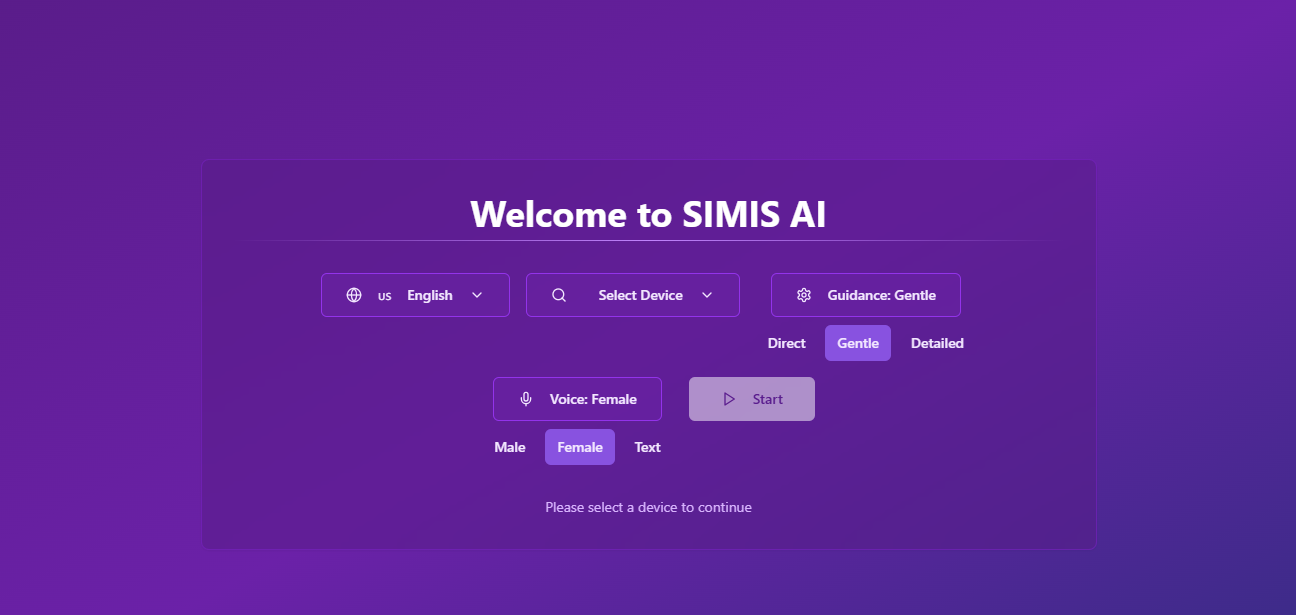 Welcome to SIMIS AI
US English Select Device Guidance: Gentle
Direct Gentle Detailed
Voice: Female Start
Male Female Text
Please select a device to continue